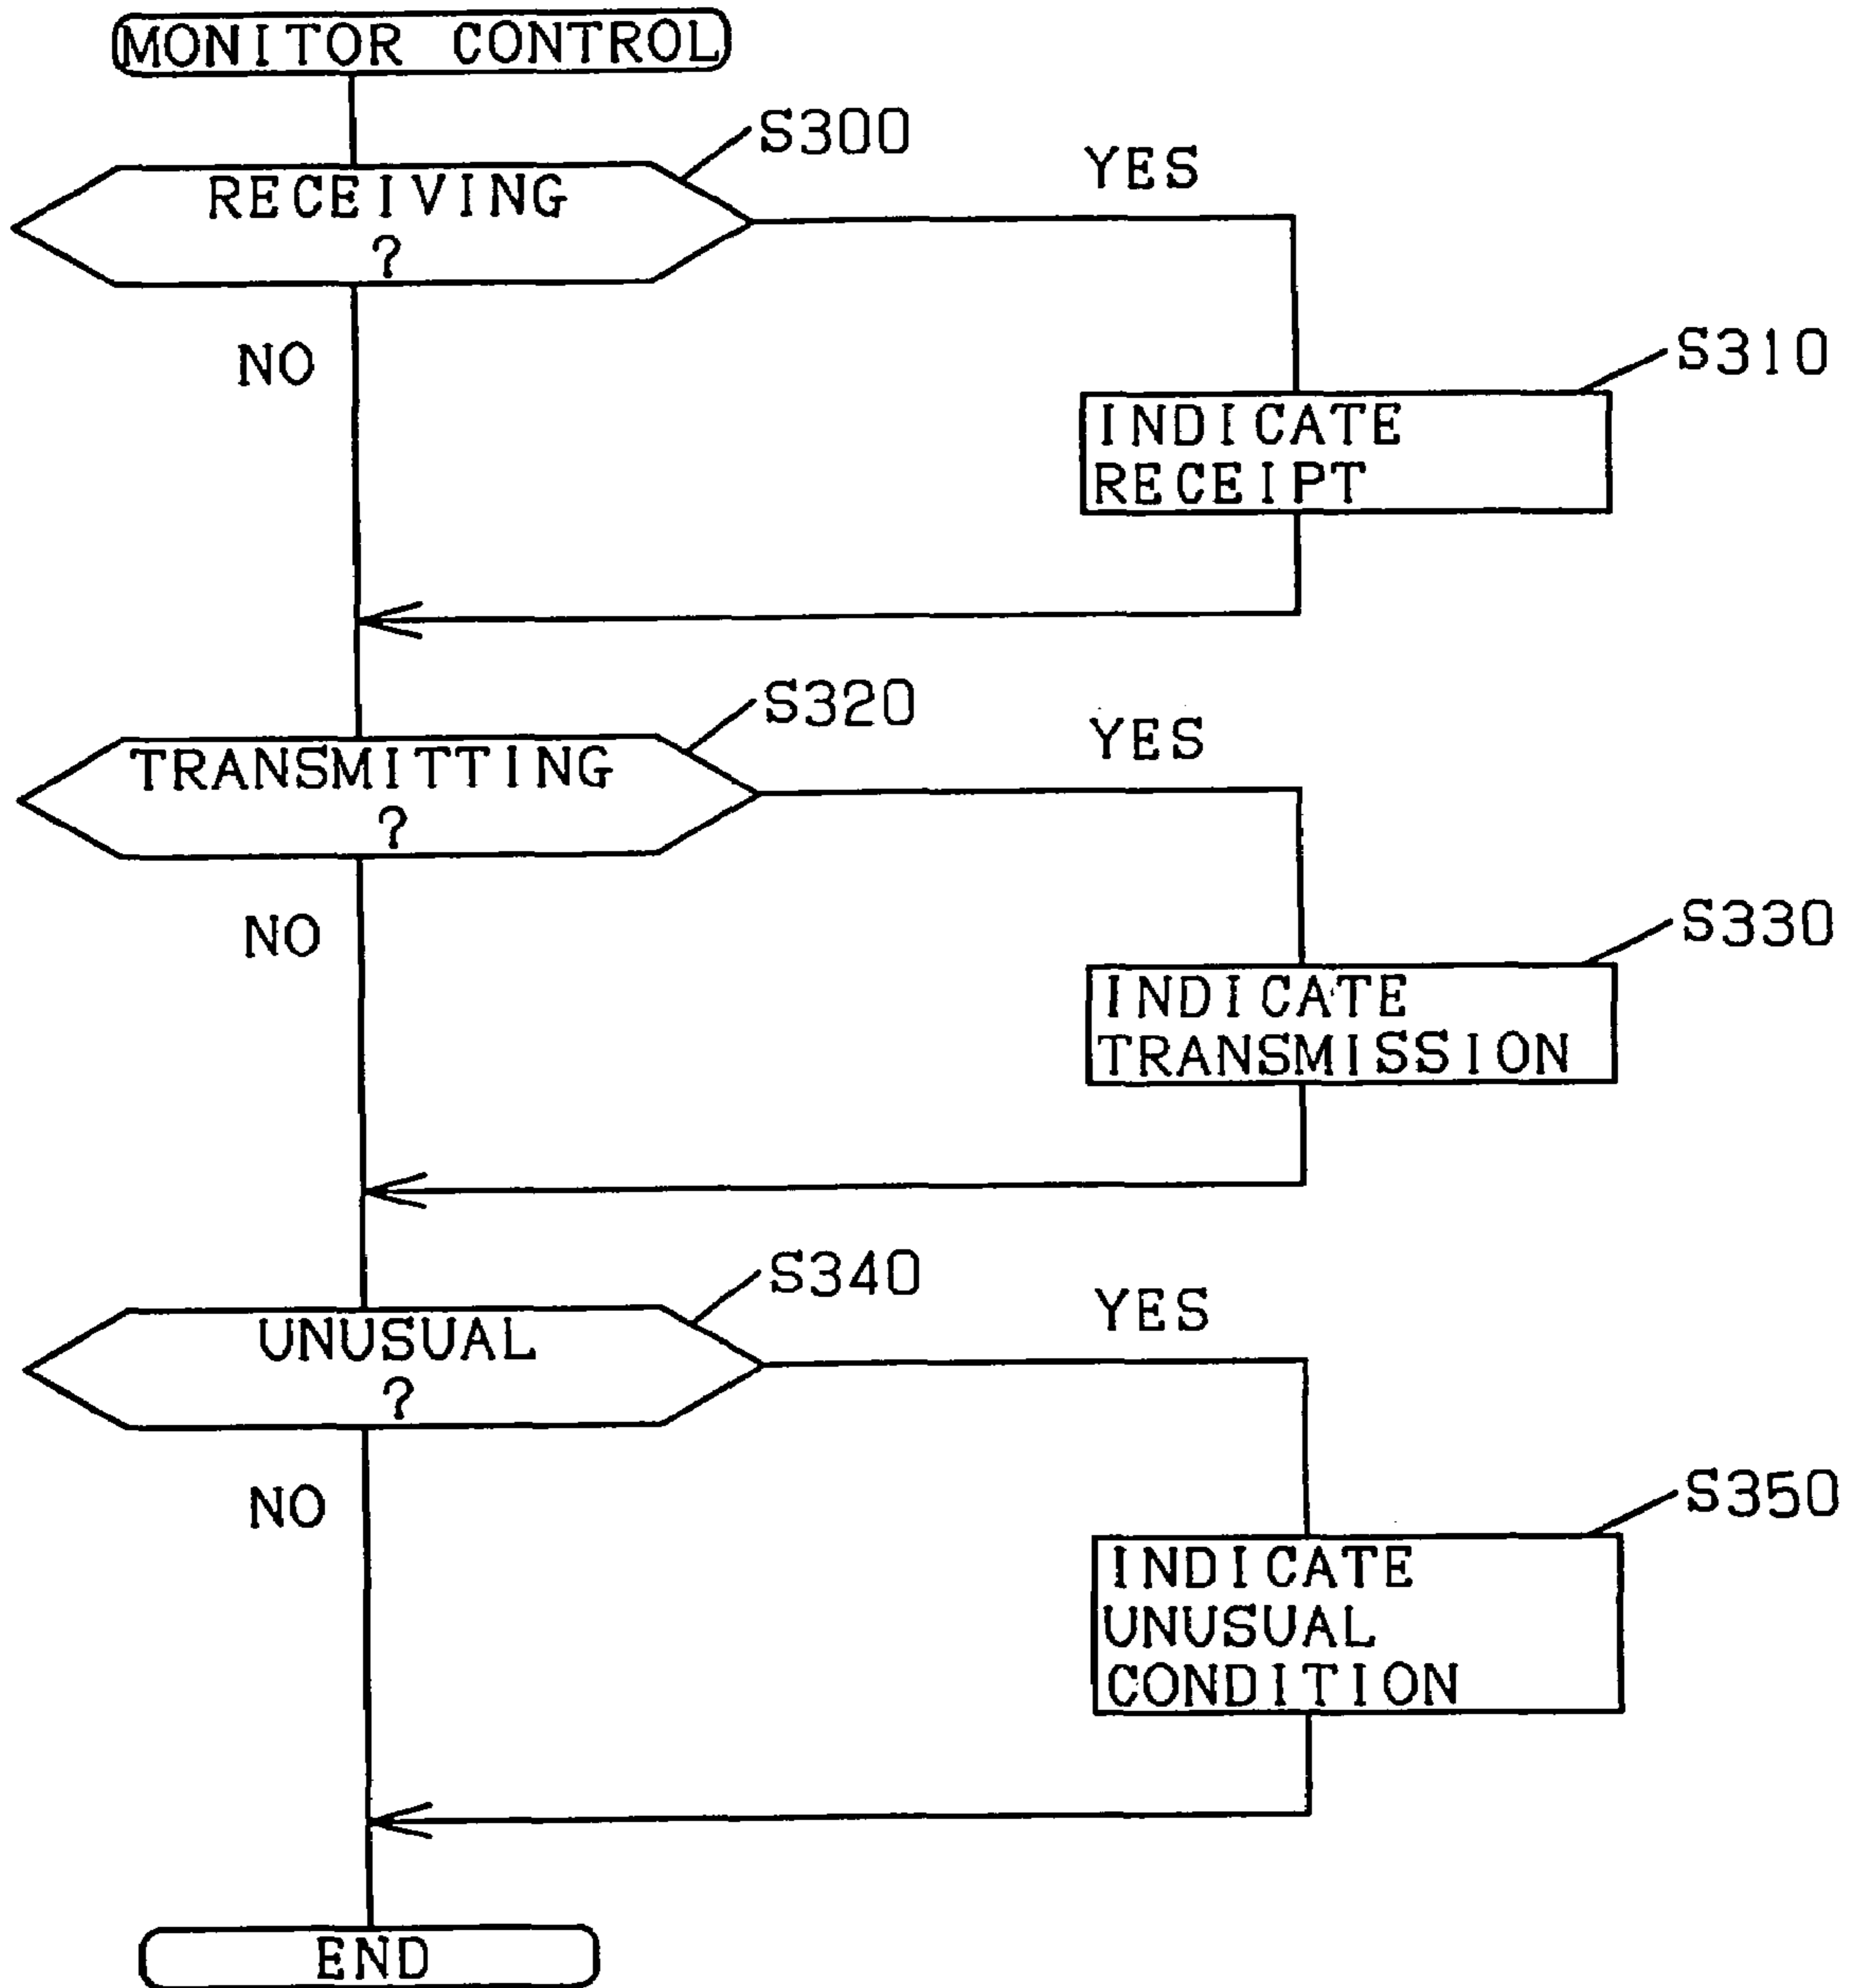 MONITOR CONTROL
S300
YES
RECEIVING
?
NO
S310
INDICATE
RECEIPT
S320
YES
TRANSMITTING
?
NO
S330
INDICATE
TRANSMISSION
S340
YES
UNUSUAL
?
NO
S350
INDICATE
UNUSUAL
CONDITION
END